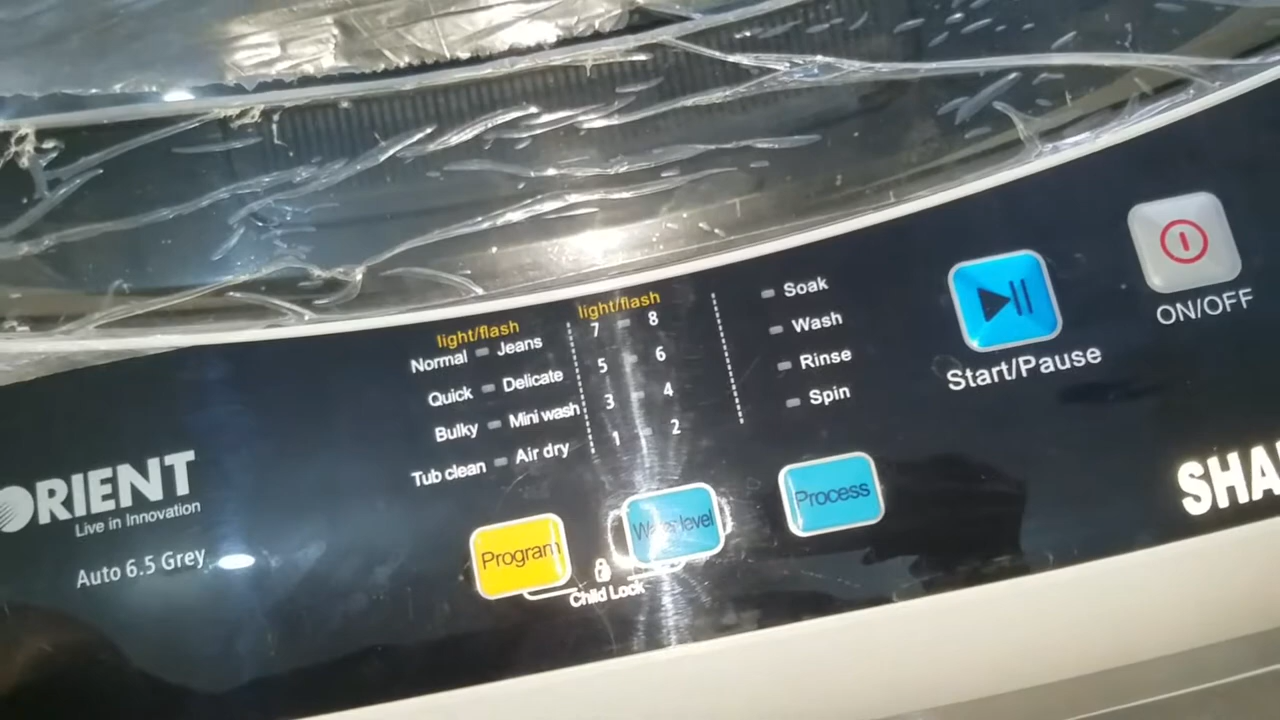 light/flash
Normal Jeans
Quick Delicate
Bulky Mini wash
Tub clean Air dry
light/flash
7 8
5 6
3 4
1 2
Soak
Wash
Rinse
Spin
Start/Pause
ON/OFF
ORIENT
Live in Innovation
Auto 6.5 Grey
Program
Water level
Process
Child Lock